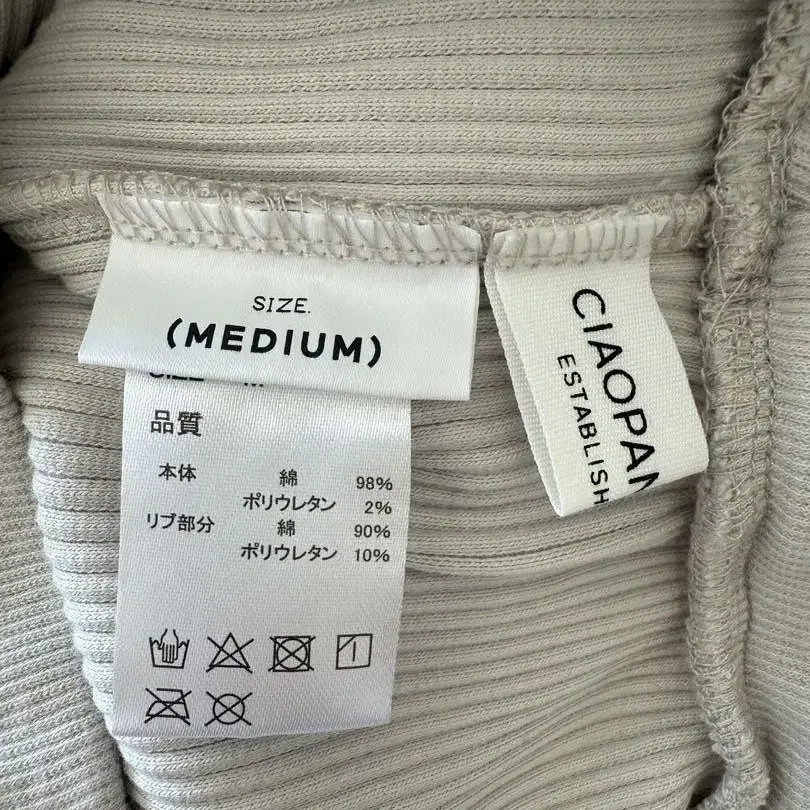 SIZE.
(MEDIUM)
品質
本体 綿 98%
ポリウレタン 2%
リブ部分 綿 90%
ポリウレタン 10%
CIAOPAN
ESTABLISH